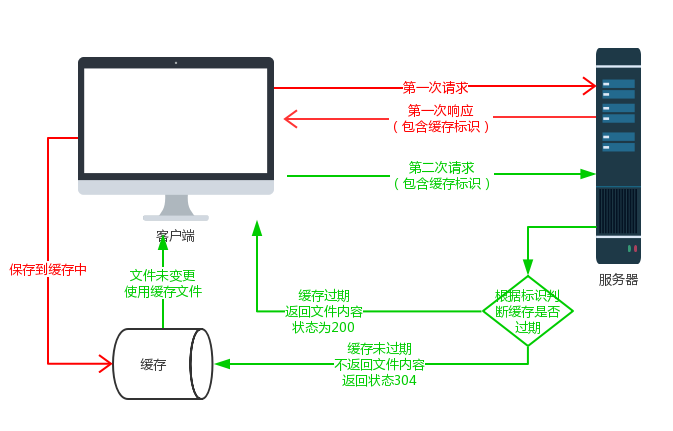 第一次请求
第一次响应
（包含缓存标识）
第二次请求
（包含缓存标识）
客户端
服务器
保存到缓存中
文件未变更
使用缓存文件
缓存过期
返回文件内容
状态为200
根据标识判
断缓存是否
过期
缓存未过期
不返回文件内容
返回状态304
缓存